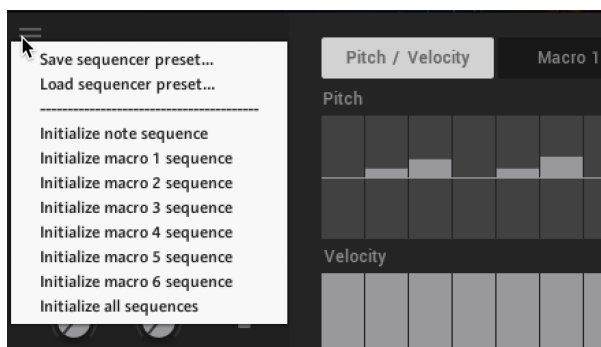 Save sequencer preset...
Load sequencer preset...
----------------------------------------
Initialize note sequence
Initialize macro 1 sequence
Initialize macro 2 sequence
Initialize macro 3 sequence
Initialize macro 4 sequence
Initialize macro 5 sequence
Initialize macro 6 sequence
Initialize all sequences
Pitch / Velocity
Macro 1
Pitch
Velocity